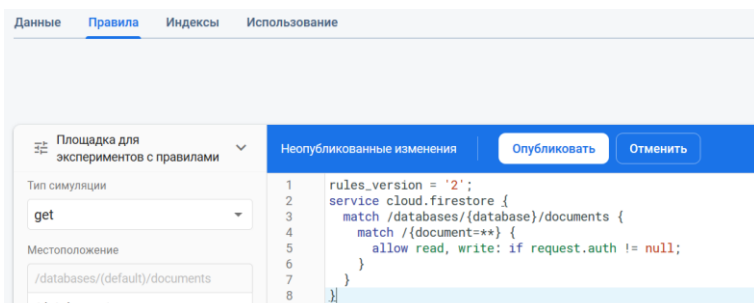 Данные Правила Индексы Использование
Площадка для
экспериментов с правилами
Неопубликованные изменения Опубликовать Отменить
Тип симуляции
get
Местоположение
/databases/(default)/documents
1 rules_version = '2';
2 service cloud.firestore {
3 match /databases/{database}/documents {
4 match /{document=**} {
5 allow read, write: if request.auth != null;
6 }
7 }
8 }